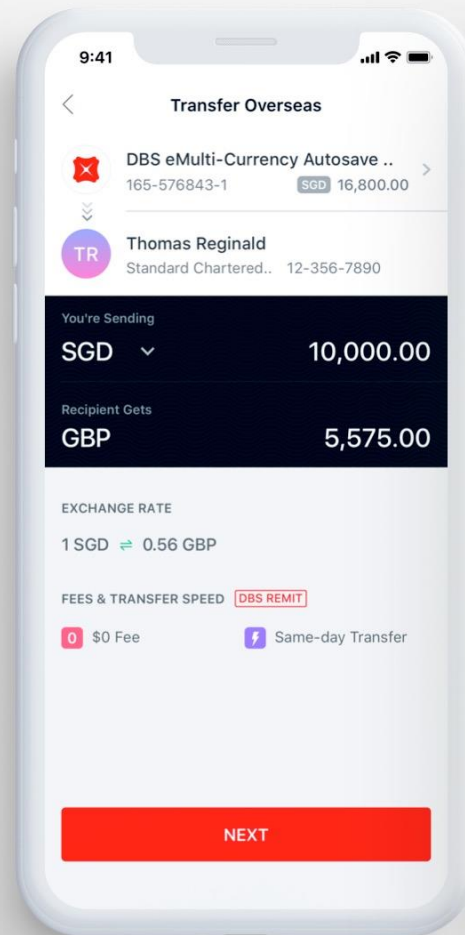 9:41
Transfer Overseas
DBS eMulti-Currency Autosave ..
165-576843-1 SGD 16,800.00
TR
Thomas Reginald
Standard Chartered.. 12-356-7890
You're Sending
SGD 10,000.00
Recipient Gets
GBP 5,575.00
EXCHANGE RATE
1 SGD ⇌ 0.56 GBP
FEES & TRANSFER SPEED DBS REMIT
0 $0 Fee Same-day Transfer
NEXT